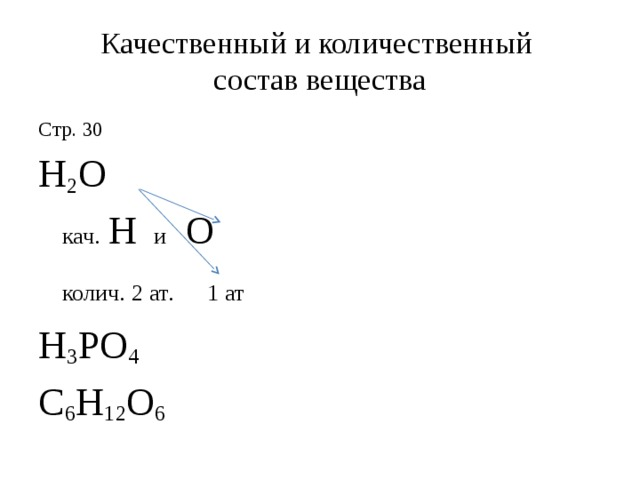 Качественный и количественный
состав вещества
Стр. 30
H₂O
кач. H и O
колич. 2 ат. 1 ат
H₃PO₄
C₆H₁₂O₆